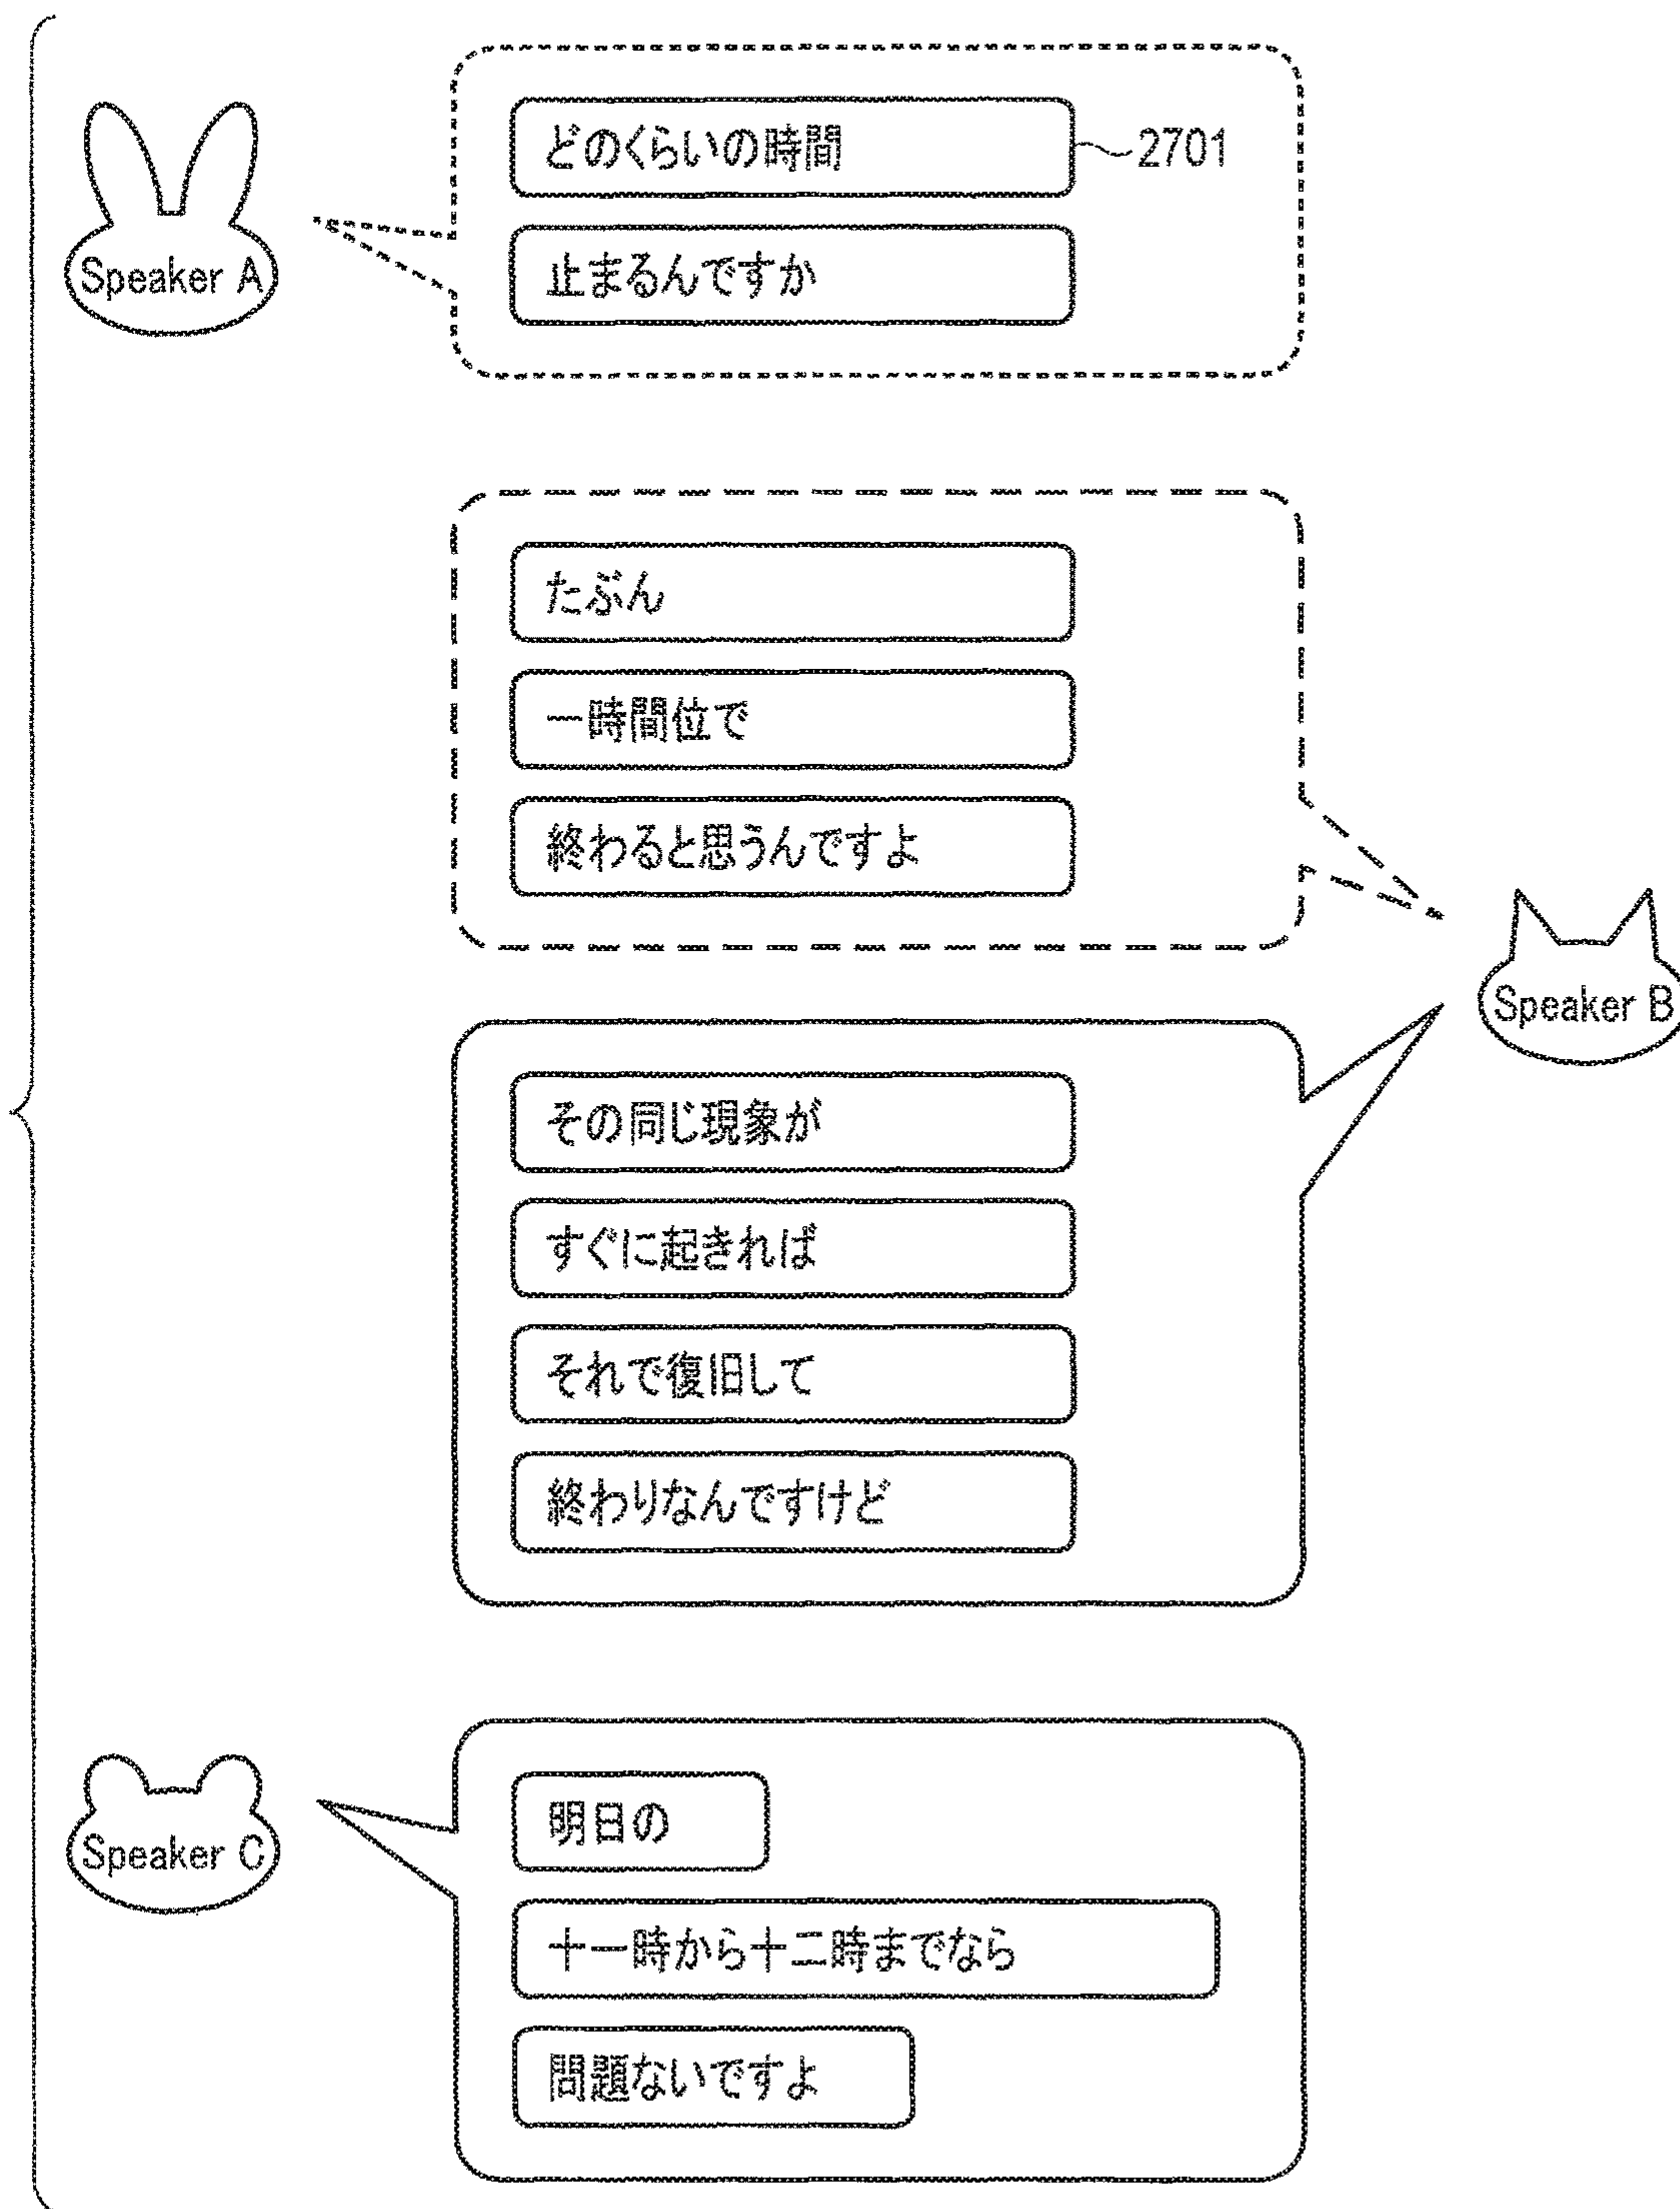 どのくらいの時間
2701
Speaker A
止まるんですか
たぶん
一時間位で
終わると思うんですよ
Speaker B
その同じ現象が
すぐに起きれば
それで復旧して
終わりなんですけど
明日の
Speaker C
十一時から十二時までなら
問題ないですよ